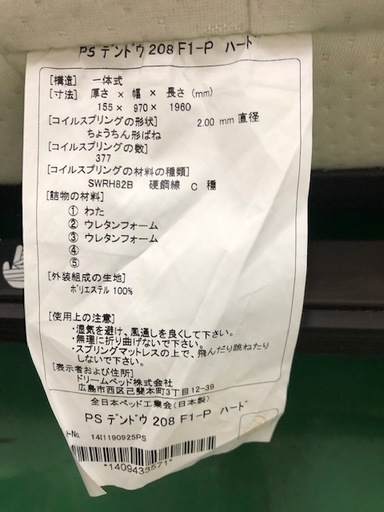 PS デンドウ 208 F1-P ハード
[構造] 一体式
[寸法] 厚さ × 幅 × 長さ (mm)
155 × 970 × 1960
[コイルスプリングの形状] 2.00 mm 直径
ちょうちん形ばね
[コイルスプリングの数]
377
[コイルスプリングの材料の種類]
SWRH82B 硬鋼線 C 種
[詰物の材料]
① わた
② ウレタンフォーム
③ ウレタンフォーム
④
⑤
[外装組成の生地]
ポリエステル 100%
[使用上の注意]
・湿気を避け、風通しを良くして下さい。
・無理に折り曲げないで下さい。
・スプリングマットレスの上で、飛んだり跳ねたり
しないで下さい。
[表示者および住所]
ドリームベッド株式会社
広島市西区己斐本町3丁目12-39
全日本ベッド工業会(日本製)
PS デンドウ 208 F1-P ハード
No. 1411190925PS
*1409433571*